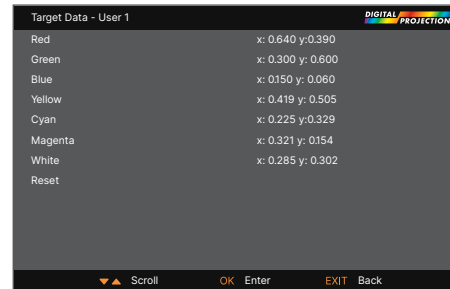 Target Data - User 1 DIGITAL PROJECTION
Red x: 0.640 y:0.390
Green x: 0.300 y: 0.600
Blue x:0.150 y: 0.060
Yellow x: 0.419 y: 0.505
Cyan x: 0.225 y:0.329
Magenta x: 0.321 y:0.154
White x: 0.285 y: 0.302
Reset
▼▲ Scroll OK Enter EXIT Back